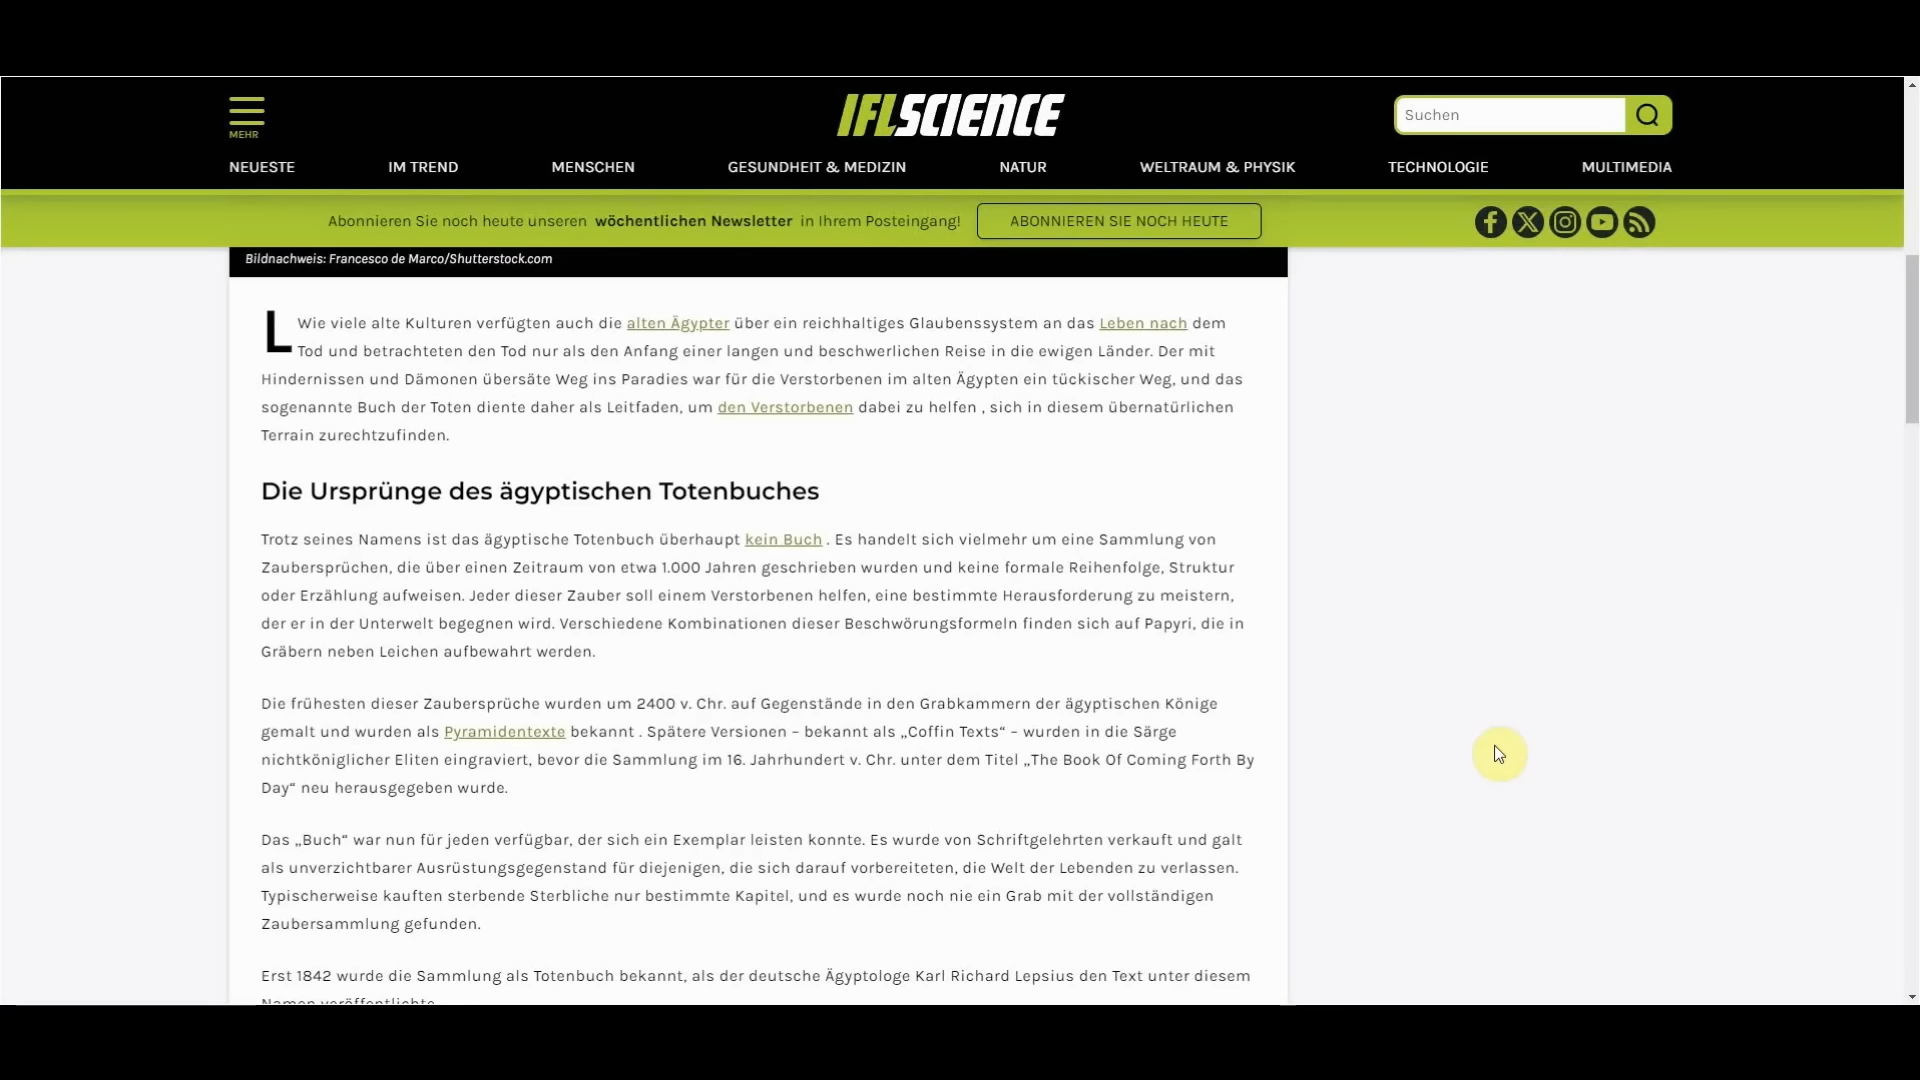 MEHR
IFLSCIENCE
Suchen
NEUESTE IM TREND MENSCHEN GESUNDHEIT & MEDIZIN NATUR WELTRAUM & PHYSIK TECHNOLOGIE MULTIMEDIA
Abonnieren Sie noch heute unseren wöchentlichen Newsletter in Ihrem Posteingang! ABONNIEREN SIE NOCH HEUTE
Bildnachweis: Francesco de Marco/Shutterstock.com
L Wie viele alte Kulturen verfügten auch die alten Ägypter über ein reichhaltiges Glaubenssystem an das Leben nach dem
Tod und betrachteten den Tod nur als den Anfang einer langen und beschwerlichen Reise in die ewigen Länder. Der mit
Hindernissen und Dämonen übersäte Weg ins Paradies war für die Verstorbenen im alten Ägypten ein tückischer Weg, und das
sogenannte Buch der Toten diente daher als Leitfaden, um den Verstorbenen dabei zu helfen , sich in diesem übernatürlichen
Terrain zurechtzufinden.
Die Ursprünge des ägyptischen Totenbuches
Trotz seines Namens ist das ägyptische Totenbuch überhaupt kein Buch . Es handelt sich vielmehr um eine Sammlung von
Zaubersprüchen, die über einen Zeitraum von etwa 1.000 Jahren geschrieben wurden und keine formale Reihenfolge, Struktur
oder Erzählung aufweisen. Jeder dieser Zauber soll einem Verstorbenen helfen, eine bestimmte Herausforderung zu meistern,
der er in der Unterwelt begegnen wird. Verschiedene Kombinationen dieser Beschwörungsformeln finden sich auf Papyri, die in
Gräbern neben Leichen aufbewahrt werden.
Die frühesten dieser Zaubersprüche wurden um 2400 v. Chr. auf Gegenstände in den Grabkammern der ägyptischen Könige
gemalt und wurden als Pyramidentexte bekannt . Spätere Versionen – bekannt als „Coffin Texts“ – wurden in die Särge
nichtköniglicher Eliten eingraviert, bevor die Sammlung im 16. Jahrhundert v. Chr. unter dem Titel „The Book Of Coming Forth By
Day“ neu herausgegeben wurde.
Das „Buch“ war nun für jeden verfügbar, der sich ein Exemplar leisten konnte. Es wurde von Schriftgelehrten verkauft und galt
als unverzichtbarer Ausrüstungsgegenstand für diejenigen, die sich darauf vorbereiteten, die Welt der Lebenden zu verlassen.
Typischerweise kauften sterbende Sterbliche nur bestimmte Kapitel, und es wurde noch nie ein Grab mit der vollständigen
Zaubersammlung gefunden.
Erst 1842 wurde die Sammlung als Totenbuch bekannt, als der deutsche Ägyptologe Karl Richard Lepsius den Text unter diesem
Namen veröffentlichte.